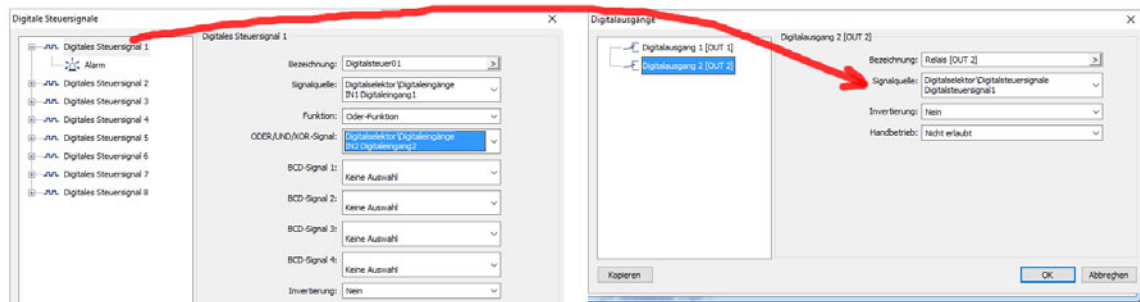 Digitale Steuersignale
Digitales Steuersignal 1
Alarm
Digitales Steuersignal 2
Digitales Steuersignal 3
Digitales Steuersignal 4
Digitales Steuersignal 5
Digitales Steuersignal 6
Digitales Steuersignal 7
Digitales Steuersignal 8
Digitales Steuersignal 1
Bezeichnung: Digitalsteuer01 >
Signalquelle: Digitalselektor\Digitaleingänge
IN1 Digitaleingang1
Funktion: Oder-Funktion
ODER/UND/XOR-Signal: Digitalselektor\Digitaleingänge
IN2 Digitaleingang2
BCD-Signal 1: Keine Auswahl
BCD-Signal 2: Keine Auswahl
BCD-Signal 3: Keine Auswahl
BCD-Signal 4: Keine Auswahl
Invertierung: Nein
Digitalausgänge
Digitalausgang 1 [OUT 1]
Digitalausgang 2 [OUT 2]
Digitalausgang 2 [OUT 2]
Bezeichnung: Relais [OUT 2] >
Signalquelle: Digitalselektor\Digitalsteuersignale
Digitalsteuersignal1
Invertierung: Nein
Handbetrieb: Nicht erlaubt
Kopieren
OK
Abbrechen